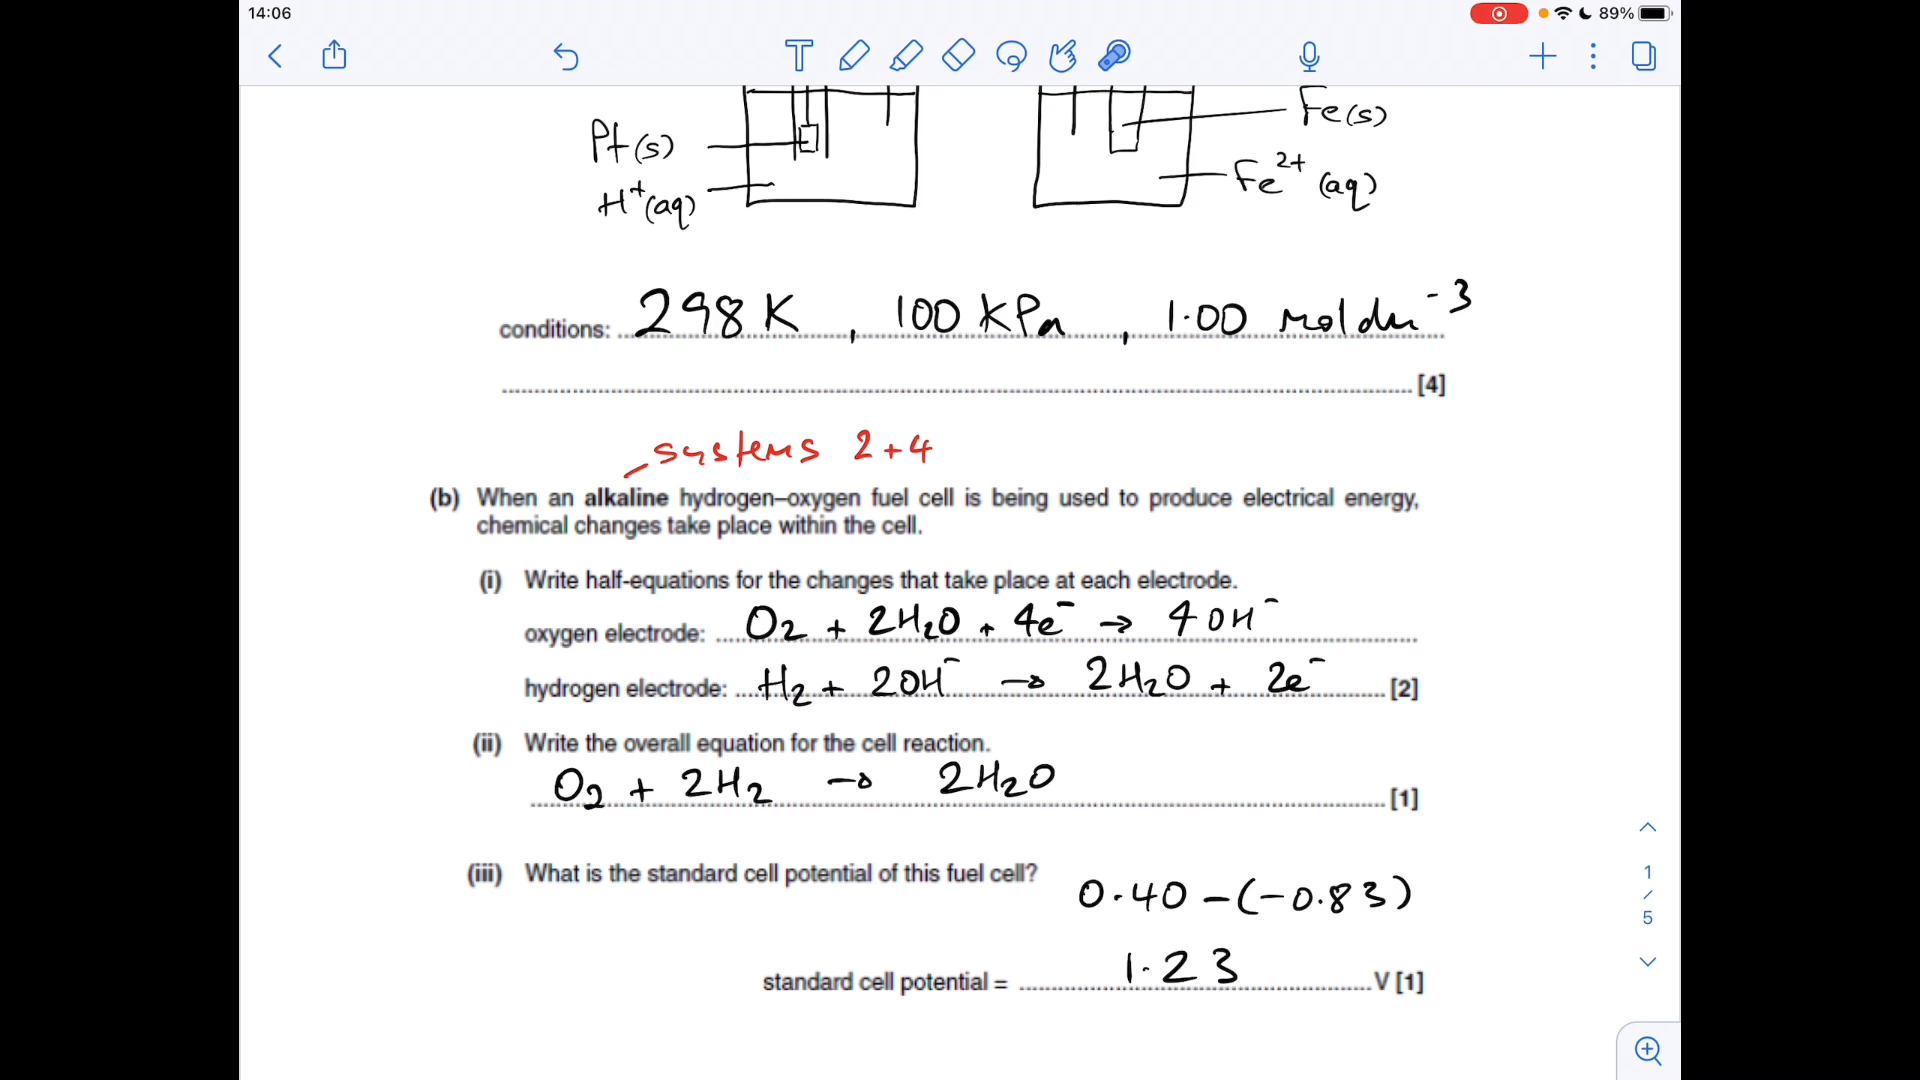 14:06
89%
Pt(s)
H⁺(aq)
Fe(s)
Fe²⁺(aq)
conditions: 298 K , 100 kPa , 1.00 moldm⁻³
[4]
systems 2+4
(b) When an alkaline hydrogen–oxygen fuel cell is being used to produce electrical energy,
chemical changes take place within the cell.
(i) Write half-equations for the changes that take place at each electrode.
oxygen electrode: O₂ + 2H₂O + 4e⁻ → 4OH⁻
hydrogen electrode: H₂ + 2OH⁻ → 2H₂O + 2e⁻ [2]
(ii) Write the overall equation for the cell reaction.
O₂ + 2H₂ → 2H₂O [1]
(iii) What is the standard cell potential of this fuel cell?
0.40 −(−0.83)
standard cell potential = 1.23 V [1]
1
/
5